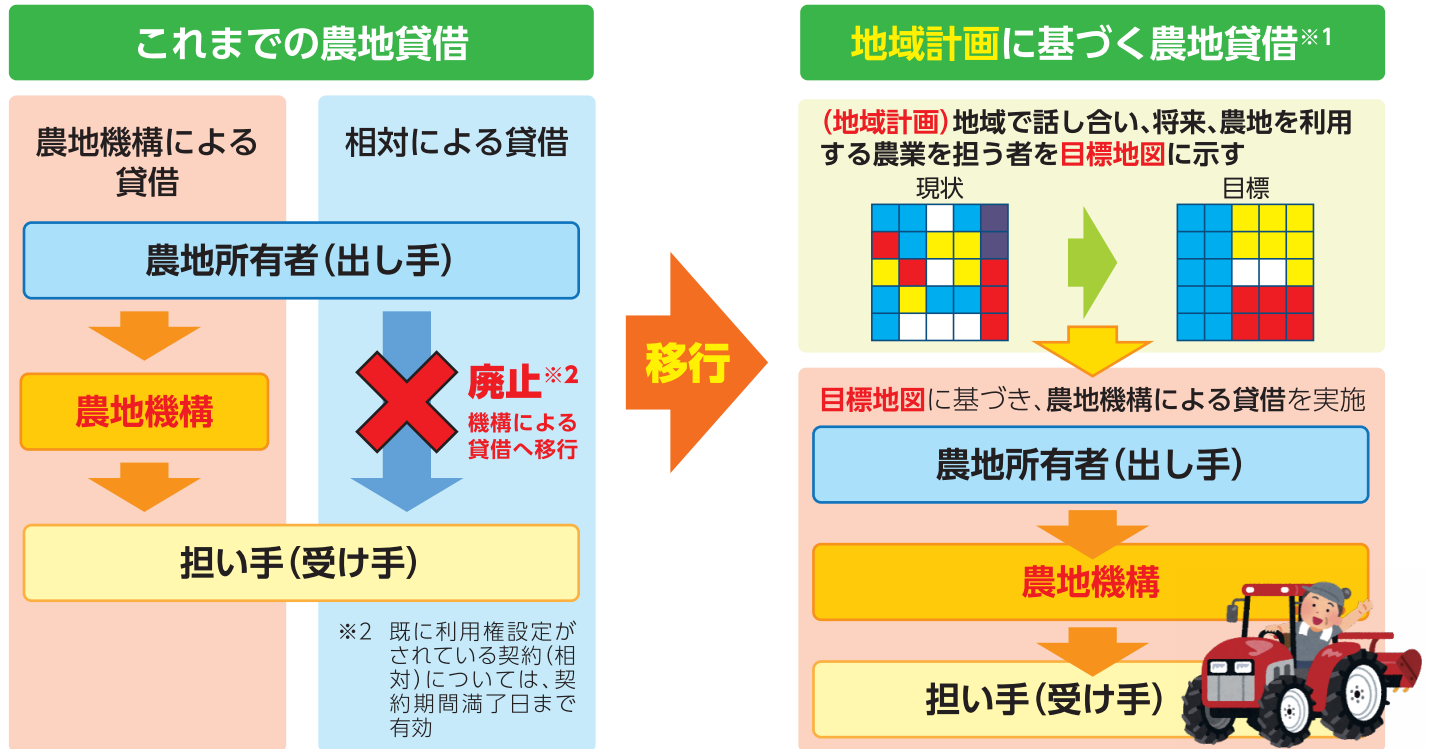 これまでの農地貸借
農地機構による
貸借
相対による貸借
農地所有者(出し手)
農地機構
廃止※2
機構による
貸借へ移行
担い手(受け手)
※2 既に利用権設定が
されている契約(相
対)については、契
約期間満了日まで
有効
移行
地域計画に基づく農地貸借※1
(地域計画)地域で話し合い、将来、農地を利用
する農業を担う者を目標地図に示す
現状
目標
目標地図に基づき、農地機構による貸借を実施
農地所有者(出し手)
農地機構
担い手(受け手)